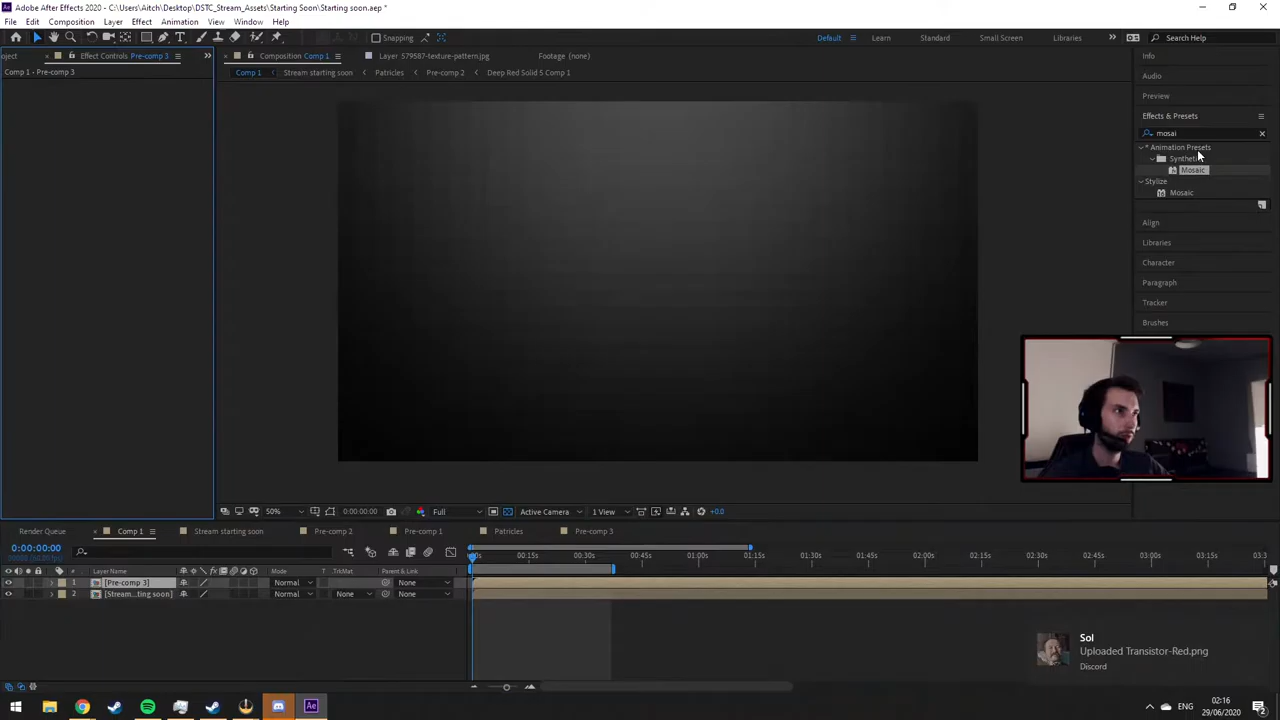 Adobe After Effects 2020 - C:\Users\Aitch\Desktop\DSTC_Stream_Assets\Starting Soon\Starting soon.aep *
File Edit Composition Layer Effect Animation View Window Help
Snapping Default Learn Standard Small Screen Libraries Search Help
oject Effect Controls Pre-comp 3 Composition Comp 1 Layer 579587-texture-pattern.jpg Footage (none) Info
Comp 1 - Pre-comp 3 Comp 1 Stream starting soon Patricles Pre-comp 2 Deep Red Solid 5 Comp 1
Audio
Preview
Effects & Presets
mosai
* Animation Presets
Synthetic
Mosaic
Stylize
Mosaic
Align
Libraries
Character
Paragraph
Tracker
Brushes
50% 0:00:00:00 Full Active Camera 1 View +0.0
Render Queue Comp 1 Stream starting soon Pre-comp 2 Pre-comp 1 Patricles Pre-comp 3
0:00:00:00
00:15s 00:30s 00:45s 01:00s 01:15s 01:30s 01:45s 02:00s 02:15s 02:30s 02:45s 03:00s 03:15s
# Layer Name Mode T TrkMat Parent & Link
1 [Pre-comp 3] Normal None
2 [Stream...ting soon] Normal None None
Sol
Uploaded Transistor-Red.png
Discord
Ae
ENG
02:16
29/06/2020
2